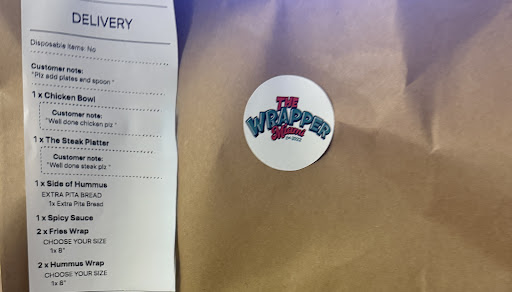 DELIVERY
Disposable Items: No
Customer note:
"Plz add plates and spoon "
1 x Chicken Bowl
Customer note:
"Well done chicken plz "
1 x The Steak Platter
Customer note:
"Well done steak plz "
1 x Side of Hummus
EXTRA PITA BREAD
1x Extra Pita Bread
1 x Spicy Sauce
2 x Fries Wrap
CHOOSE YOUR SIZE
1x 8"
2 x Hummus Wrap
CHOOSE YOUR SIZE
1x 8"
THE
WRAPPER
Miami